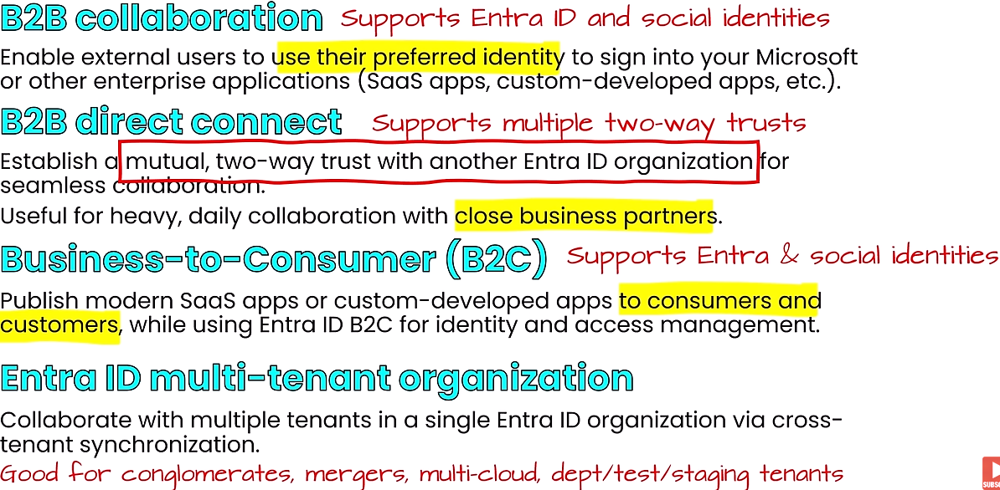 B2B collaboration Supports Entra ID and social identities
Enable external users to use their preferred identity to sign into your Microsoft
or other enterprise applications (SaaS apps, custom-developed apps, etc.).
B2B direct connect Supports multiple two-way trusts
Establish a mutual, two-way trust with another Entra ID organization for
seamless collaboration.
Useful for heavy, daily collaboration with close business partners.
Business-to-Consumer (B2C) Supports Entra & social identities
Publish modern SaaS apps or custom-developed apps to consumers and
customers, while using Entra ID B2C for identity and access management.
Entra ID multi-tenant organization
Collaborate with multiple tenants in a single Entra ID organization via cross-
tenant synchronization.
Good for conglomerates, mergers, multi-cloud, dept/test/staging tenants
SUBSC